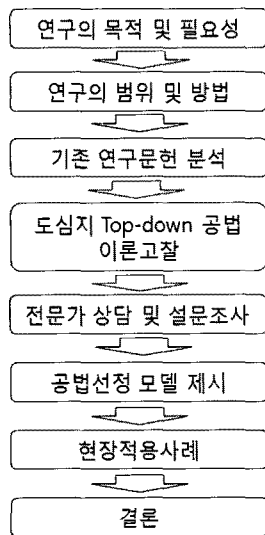 연구의 목적 및 필요성
연구의 범위 및 방법
기존 연구문헌 분석
도심지 Top-down 공법
이론고찰
전문가 상담 및 설문조사
공법선정 모델 제시
현장적용사례
결론